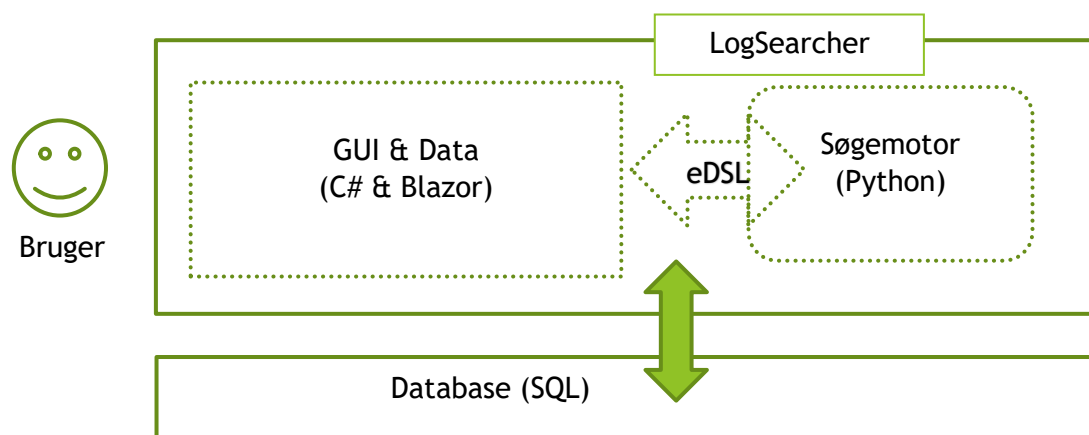 LogSearcher
GUI & Data
(C# & Blazor)
eDSL
Søgemotor
(Python)
Bruger
Database (SQL)